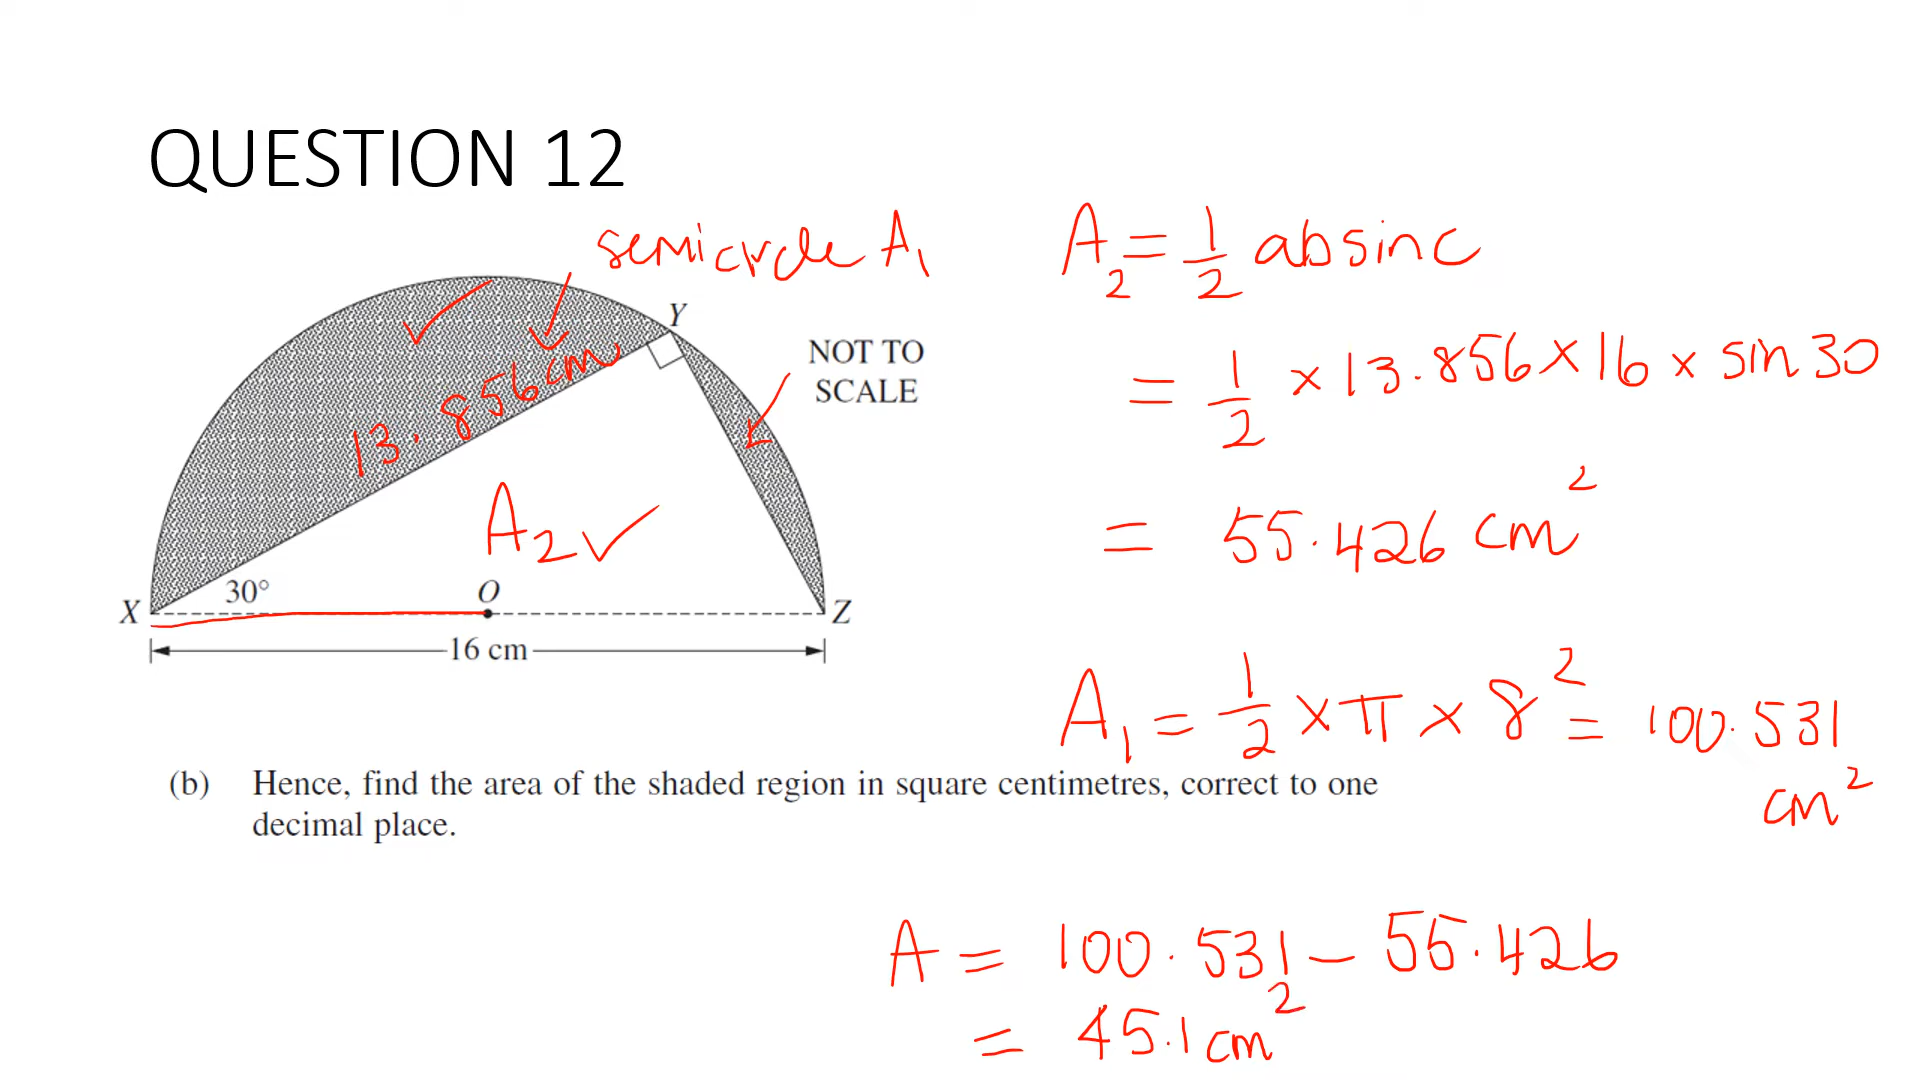 QUESTION 12
semicircle A₁
Y
NOT TO
SCALE
13.856cm
A₂
30°
O
X
Z
16 cm
A₂ = 1/2 absinc
= 1/2 × 13.856 × 16 × sin 30
= 55.426 cm²
A₁ = 1/2 × π × 8² = 100.531
cm²
(b) Hence, find the area of the shaded region in square centimetres, correct to one
decimal place.
A = 100.531 – 55.426
= 45.1 cm²